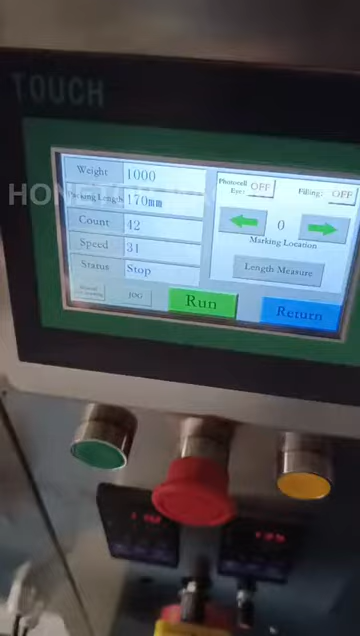 TOUCH
Weight 1000
Packing Length 170mm
Count 42
Speed 31
Status Stop
JOG
Run
Photocell Eye: OFF
Filling: OFF
0
Marking Location
Length Measure
Return